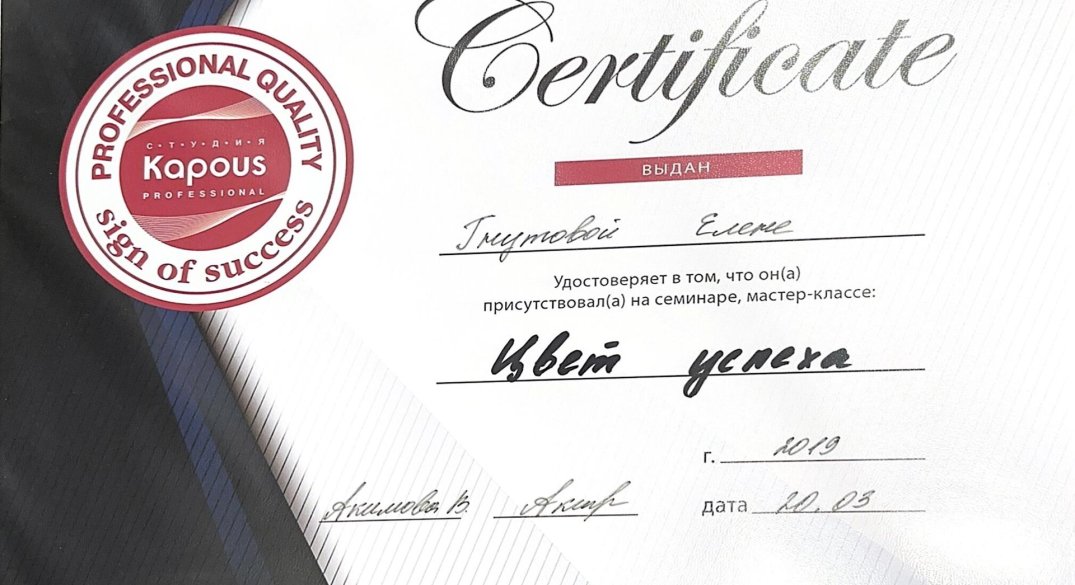 Certificate
PROFESSIONAL QUALITY
СТУДИЯ
Kapous
PROFESSIONAL
sign of success
ВЫДАН
Гнутовой Елене
Удостоверяет в том, что он(а)
присутствовал(а) на семинаре, мастер-классе:
Цвет успеха
г. 2019
Акимова В.
дата 20.03